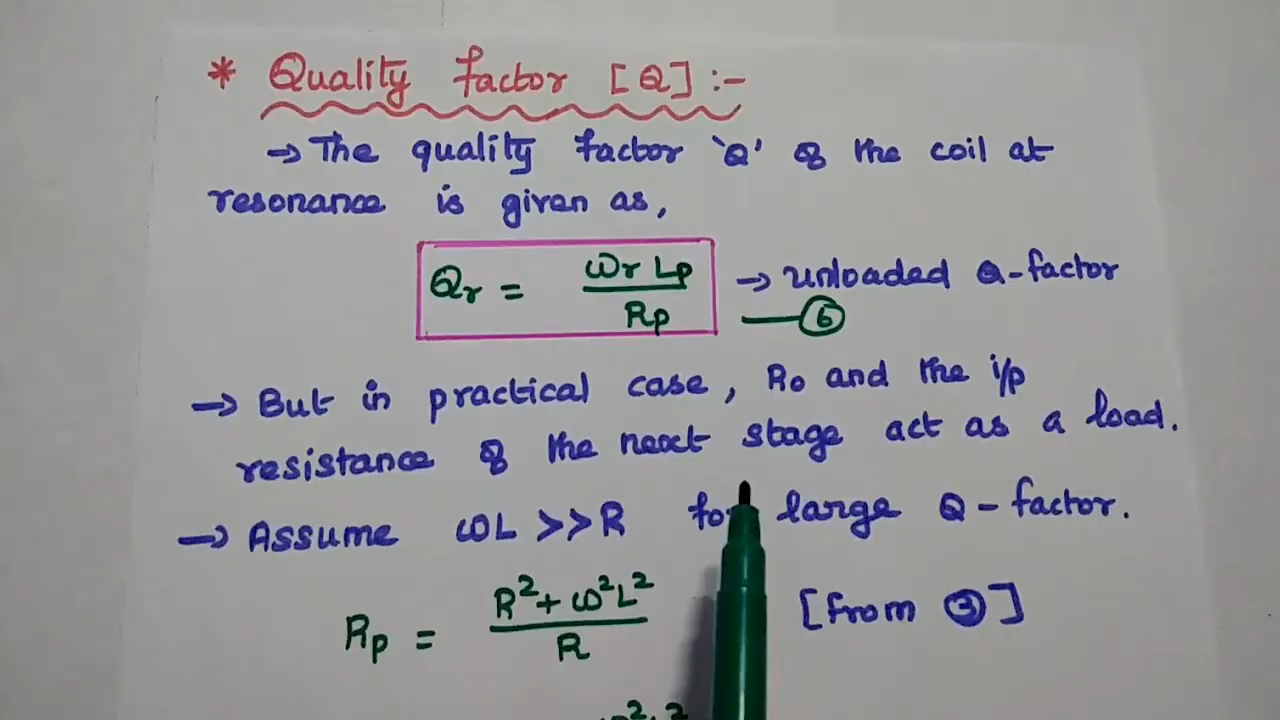 * Quality factor [Q] :-
→ The quality factor 'Q' of the coil at
resonance is given as,
Qr = ωr Lp / Rp → unloaded Q-factor
— 6
→ But in practical case, Ro and the i/p
resistance of the next stage act as a load.
→ Assume ωL >> R for large Q-factor.
Rp = R² + ω²L² / R [from 3]